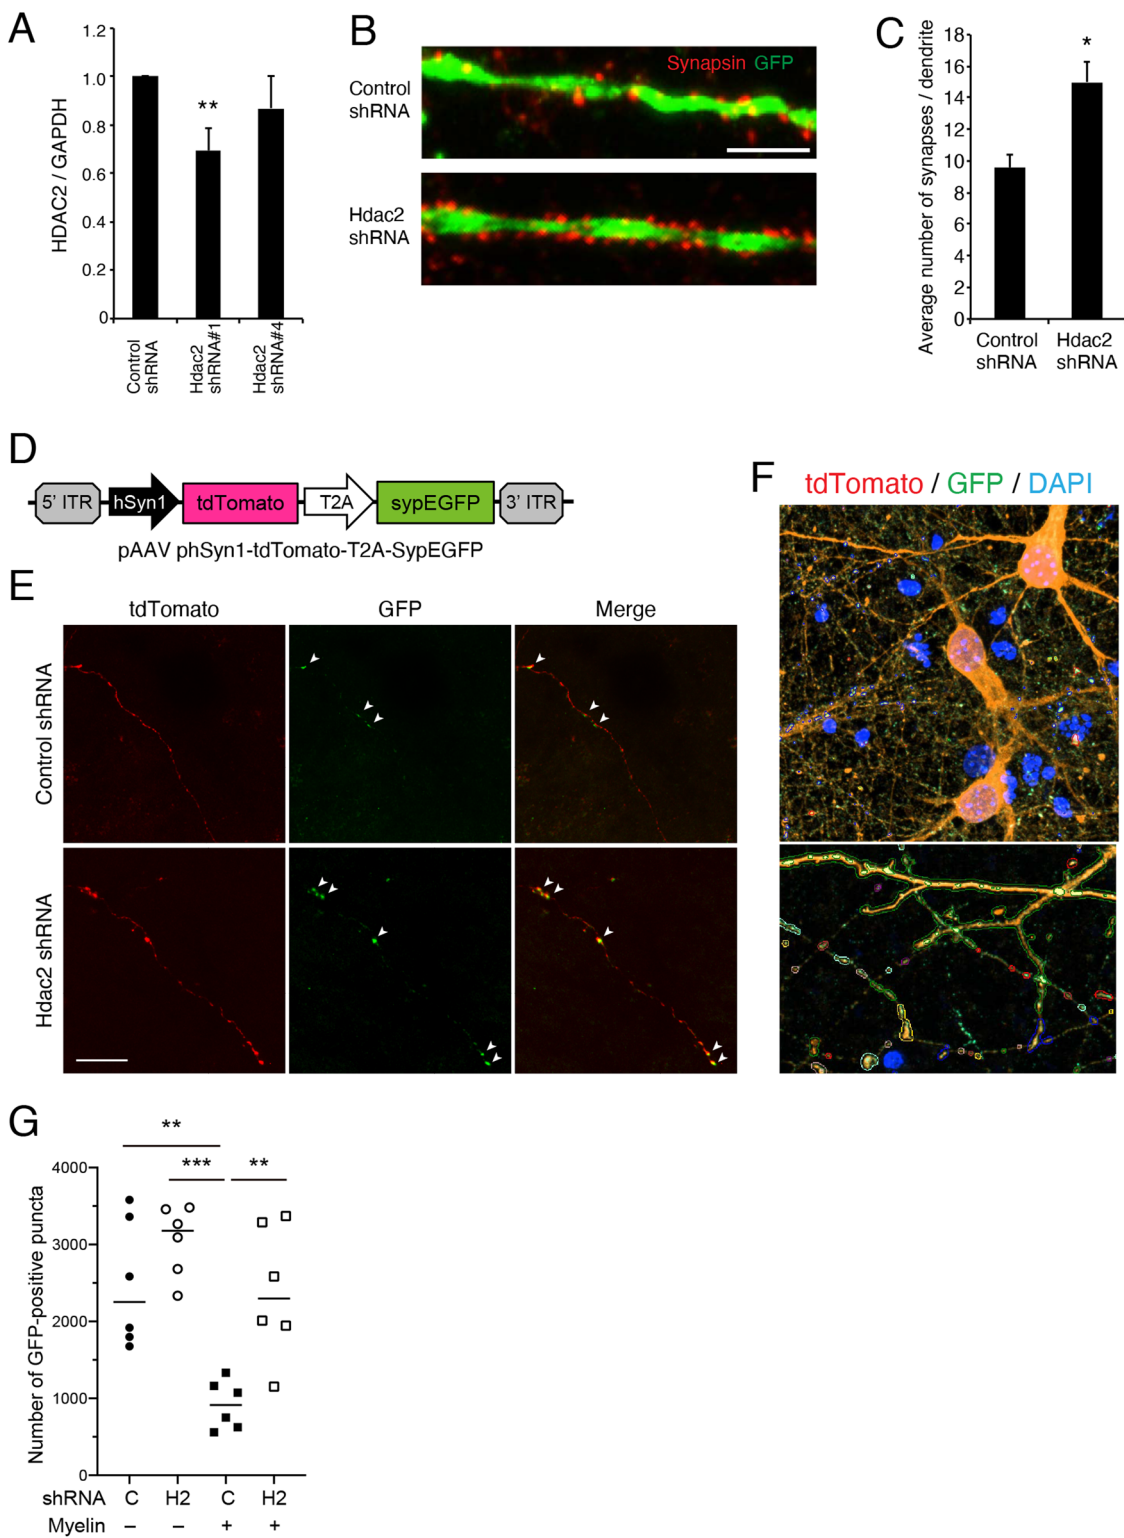 A
1.2
1.0
0.8
0.6
0.4
0.2
0
HDAC2 / GAPDH
**
Control
shRNA
Hdac2
shRNA#1
Hdac2
shRNA#4
B
Synapsin GFP
Control
shRNA
Hdac2
shRNA
C
18
16
14
12
10
8
6
4
2
0
Average number of synapses / dendrite
*
Control
shRNA
Hdac2
shRNA
D
5' ITR
hSyn1
tdTomato
T2A
sypEGFP
3' ITR
pAAV phSyn1-tdTomato-T2A-SypEGFP
E
tdTomato
GFP
Merge
Control shRNA
Hdac2 shRNA
F
tdTomato / GFP / DAPI
G
**
***
**
4000
3000
2000
1000
0
Number of GFP-positive puncta
shRNA C H2 C H2
Myelin – – + +